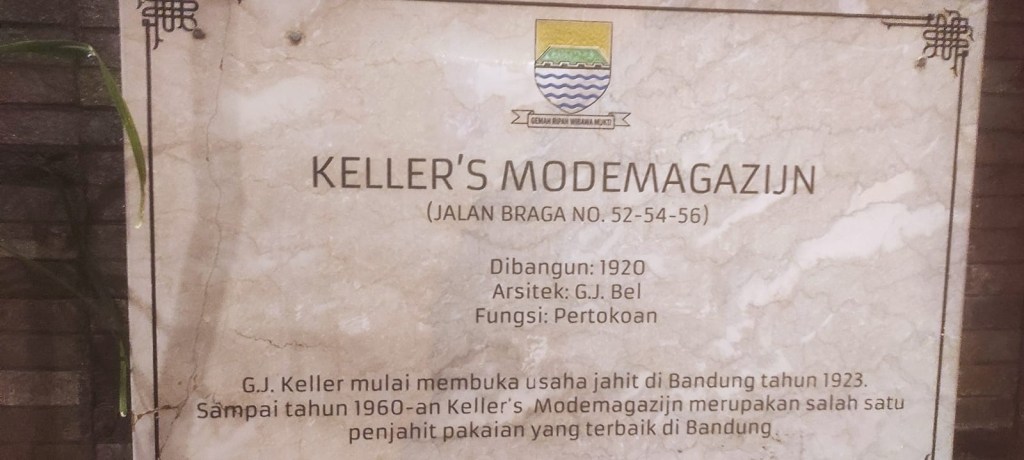 GEMAH RIPAH WIBAWA MUKTI
KELLER'S MODEMAGAZIJN
(JALAN BRAGA NO. 52-54-56)
Dibangun: 1920
Arsitek: G.J. Bel
Fungsi: Pertokoan
G.J. Keller mulai membuka usaha jahit di Bandung tahun 1923.
Sampai tahun 1960-an Keller's Modemagazijn merupakan salah satu
penjahit pakaian yang terbaik di Bandung